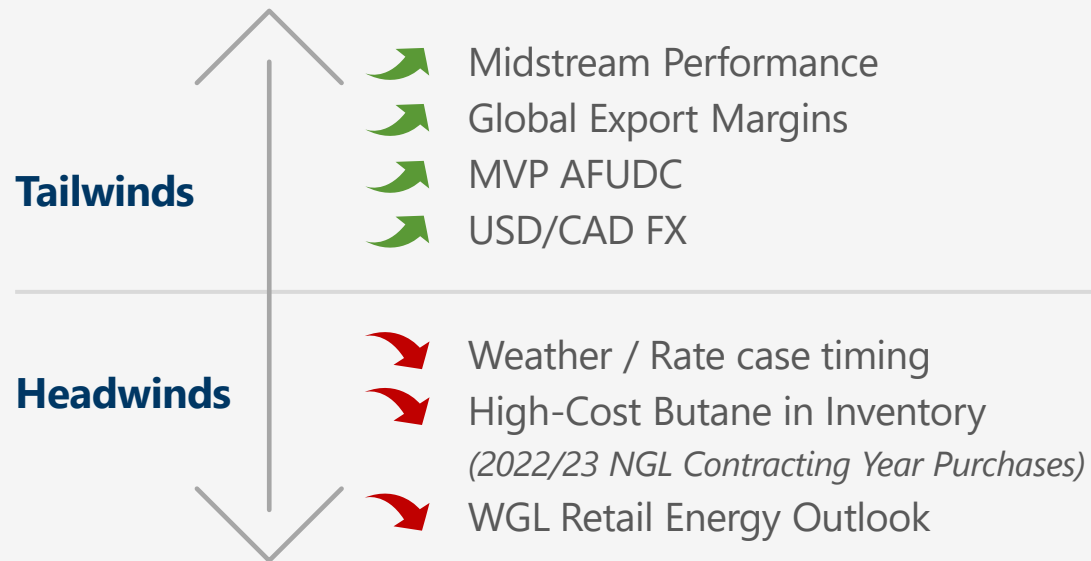 Tailwinds
Midstream Performance
Global Export Margins
MVP AFUDC
USD/CAD FX
Headwinds
Weather / Rate case timing
High-Cost Butane in Inventory
(2022/23 NGL Contracting Year Purchases)
WGL Retail Energy Outlook